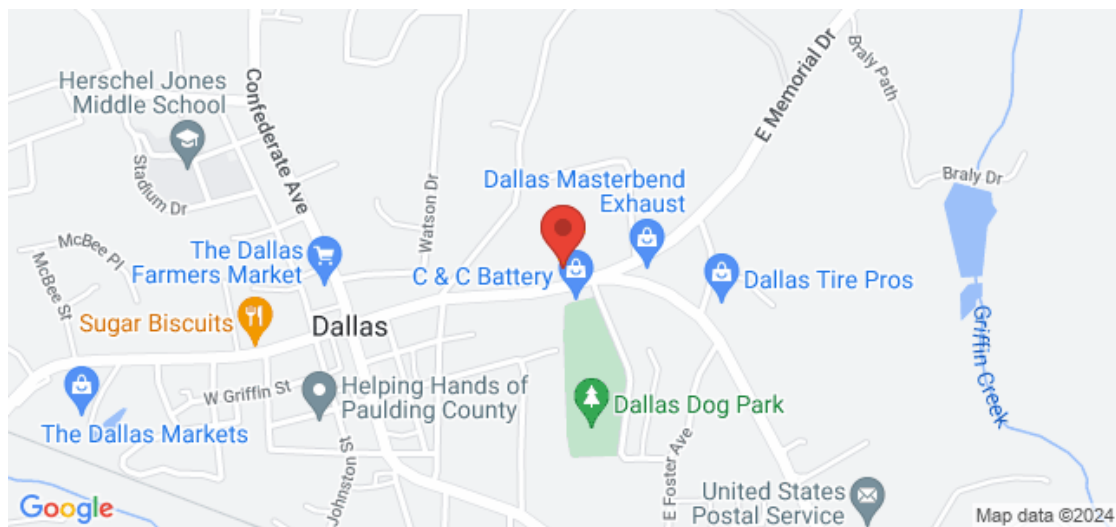 Herschel Jones
Middle School
Confederate Ave
Stadium Dr
McBee Pl
McBee St
Watson Dr
E Memorial Dr
Braly Path
Braly Dr
Dallas Masterbend
Exhaust
The Dallas
Farmers Market
C & C Battery
Dallas Tire Pros
Sugar Biscuits
Dallas
Griffin Creek
W Griffin St
Helping Hands of
Paulding County
Dallas Dog Park
The Dallas Markets
Johnston St
E Foster Ave
United States
Postal Service
Google
Map data ©2024